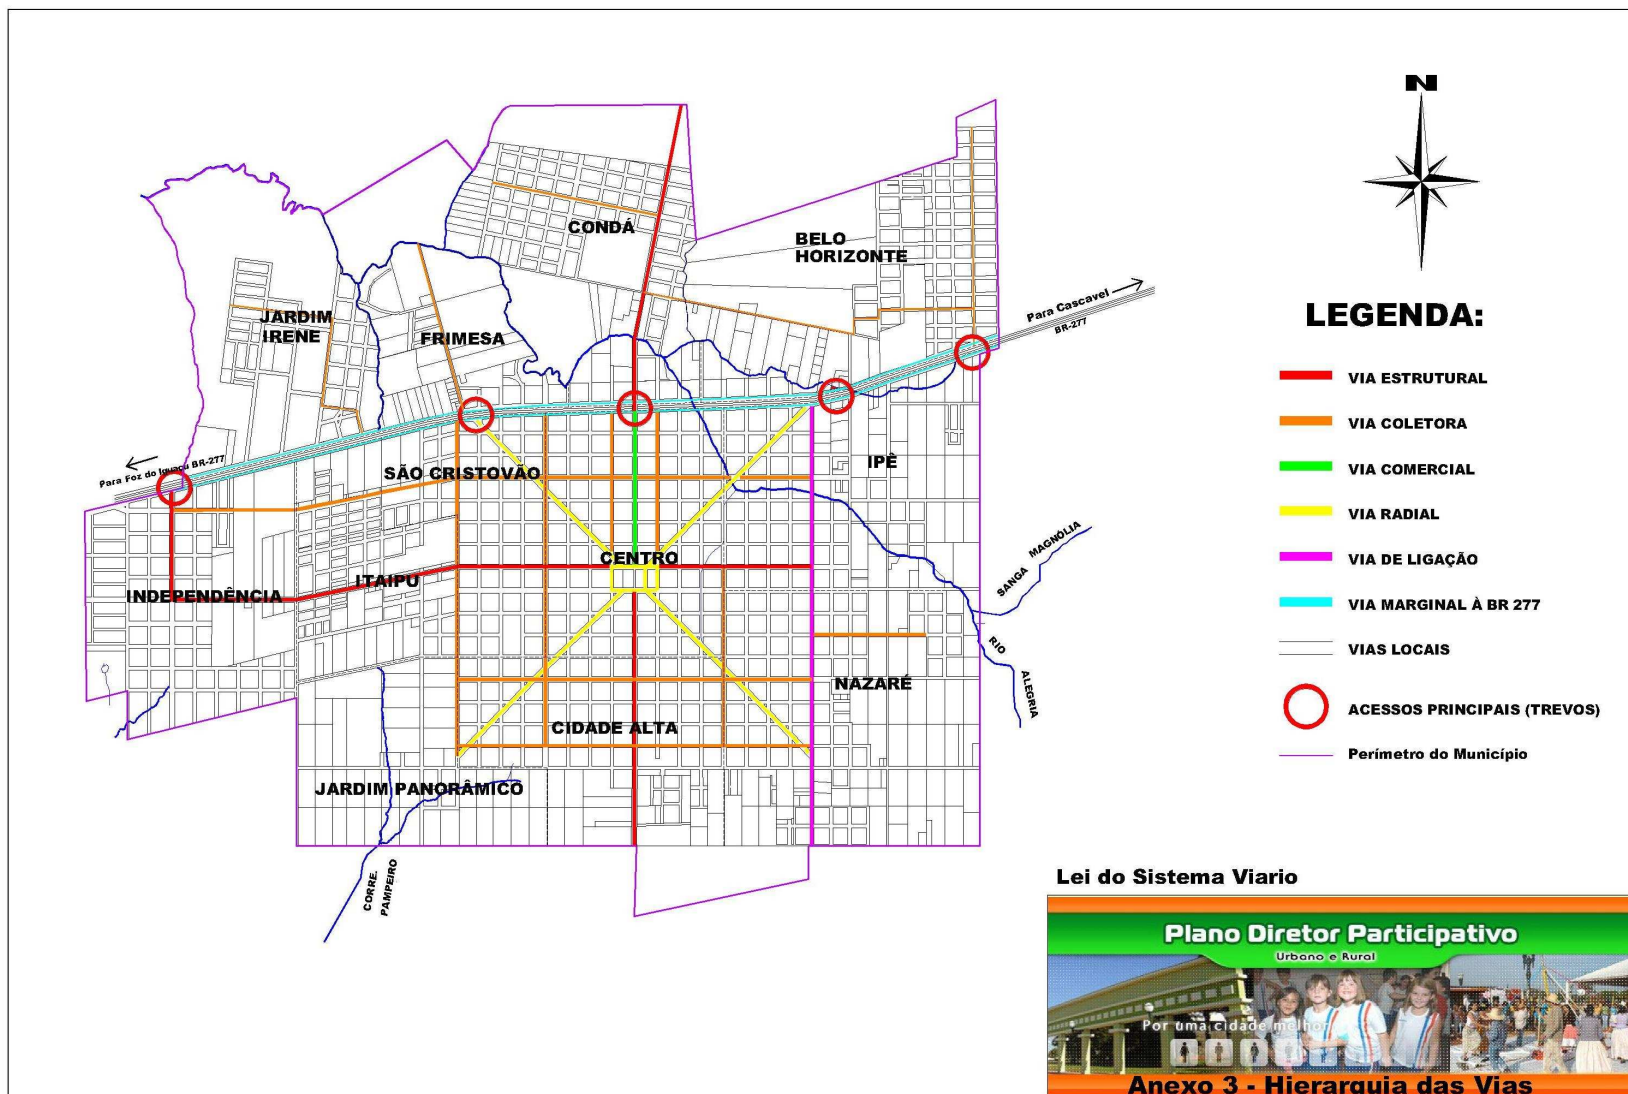 N
CONDÁ
BELO
HORIZONTE
Para Cascavel
BR-277
JARDIM
IRENE
FRIMESA
LEGENDA:
VIA ESTRUTURAL
VIA COLETORA
VIA COMERCIAL
VIA RADIAL
VIA DE LIGAÇÃO
VIA MARGINAL À BR 277
VIAS LOCAIS
ACESSOS PRINCIPAIS (TREVOS)
Perímetro do Município
Para Foz do Iguaçu BR-277
SÃO CRISTOVÃO
IPÊ
SANGA MAGNÓLIA
CENTRO
ITAIPU
INDEPENDÊNCIA
RIO
ALEGRIA
NAZARÉ
CIDADE ALTA
JARDIM PANORÂMICO
CORRE.
PAMPEIRO
Lei do Sistema Viario
Plano Diretor Participativo
Urbano e Rural
Por uma cidade melhor
Anexo 3 - Hierarquia das Vias